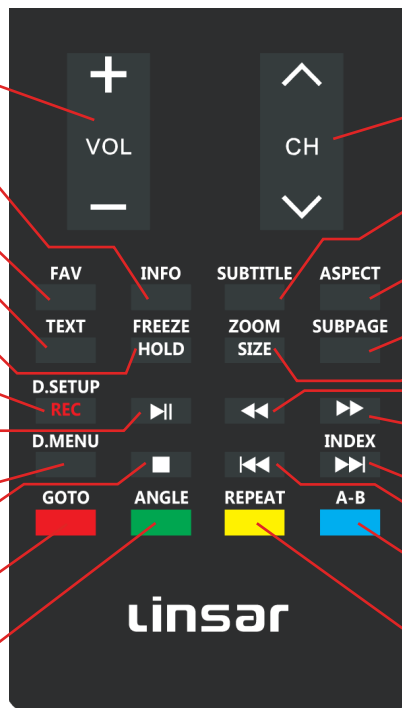 VOL CH
FAV INFO SUBTITLE ASPECT
TEXT FREEZE ZOOM SUBPAGE
HOLD SIZE
D.SETUP
REC
D.MENU INDEX
GOTO ANGLE REPEAT A-B
Linsar